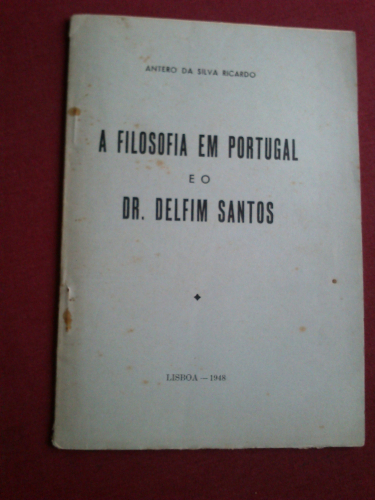 ANTERO DA SILVA RICARDO
A FILOSOFIA EM PORTUGAL
E O
DR. DELFIM SANTOS
LISBOA — 1948